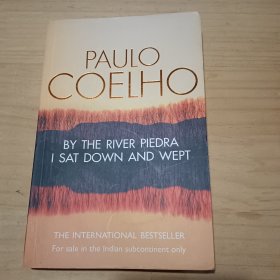 PAULO
COELHO
BY THE RIVER PIEDRA
I SAT DOWN AND WEPT
THE INTERNATIONAL BESTSELLER
For sale in the Indian subcontinent only